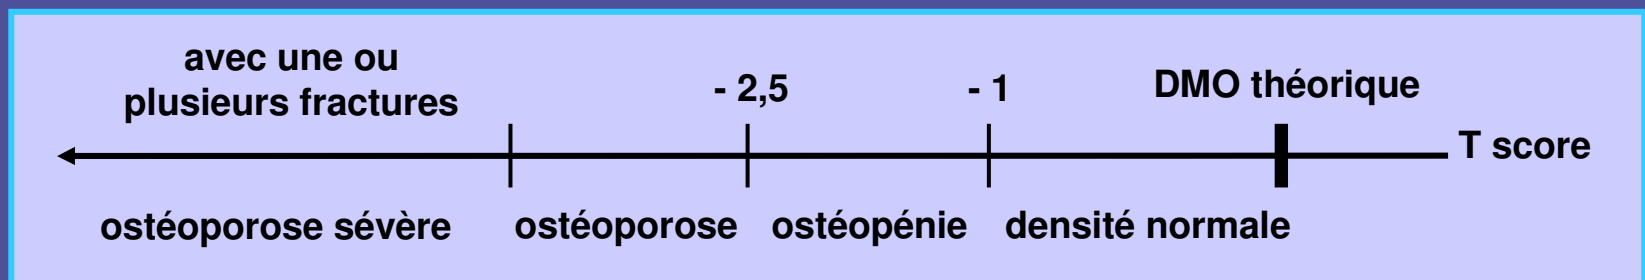 avec une ou
plusieurs fractures
- 2,5
- 1
DMO théorique
T score
ostéoporose sévère
ostéoporose
ostéopénie
densité normale